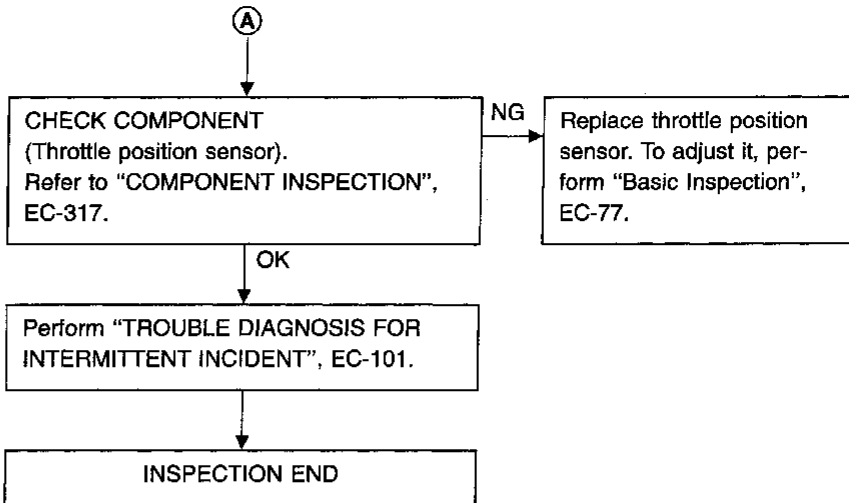 A
CHECK COMPONENT
(Throttle position sensor).
Refer to "COMPONENT INSPECTION",
EC-317.
NG
Replace throttle position
sensor. To adjust it, per-
form "Basic Inspection",
EC-77.
OK
Perform "TROUBLE DIAGNOSIS FOR
INTERMITTENT INCIDENT", EC-101.
INSPECTION END